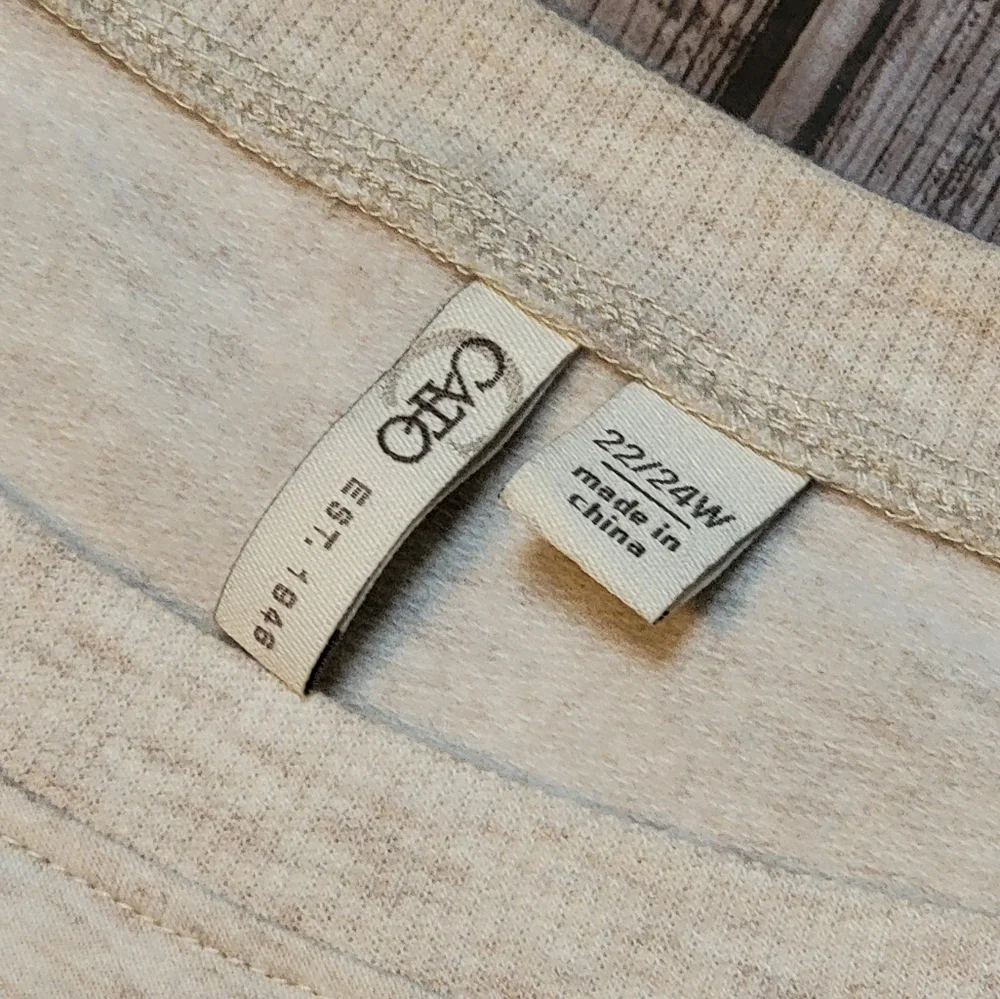 CATO
EST. 1946
22/24W
made in
china